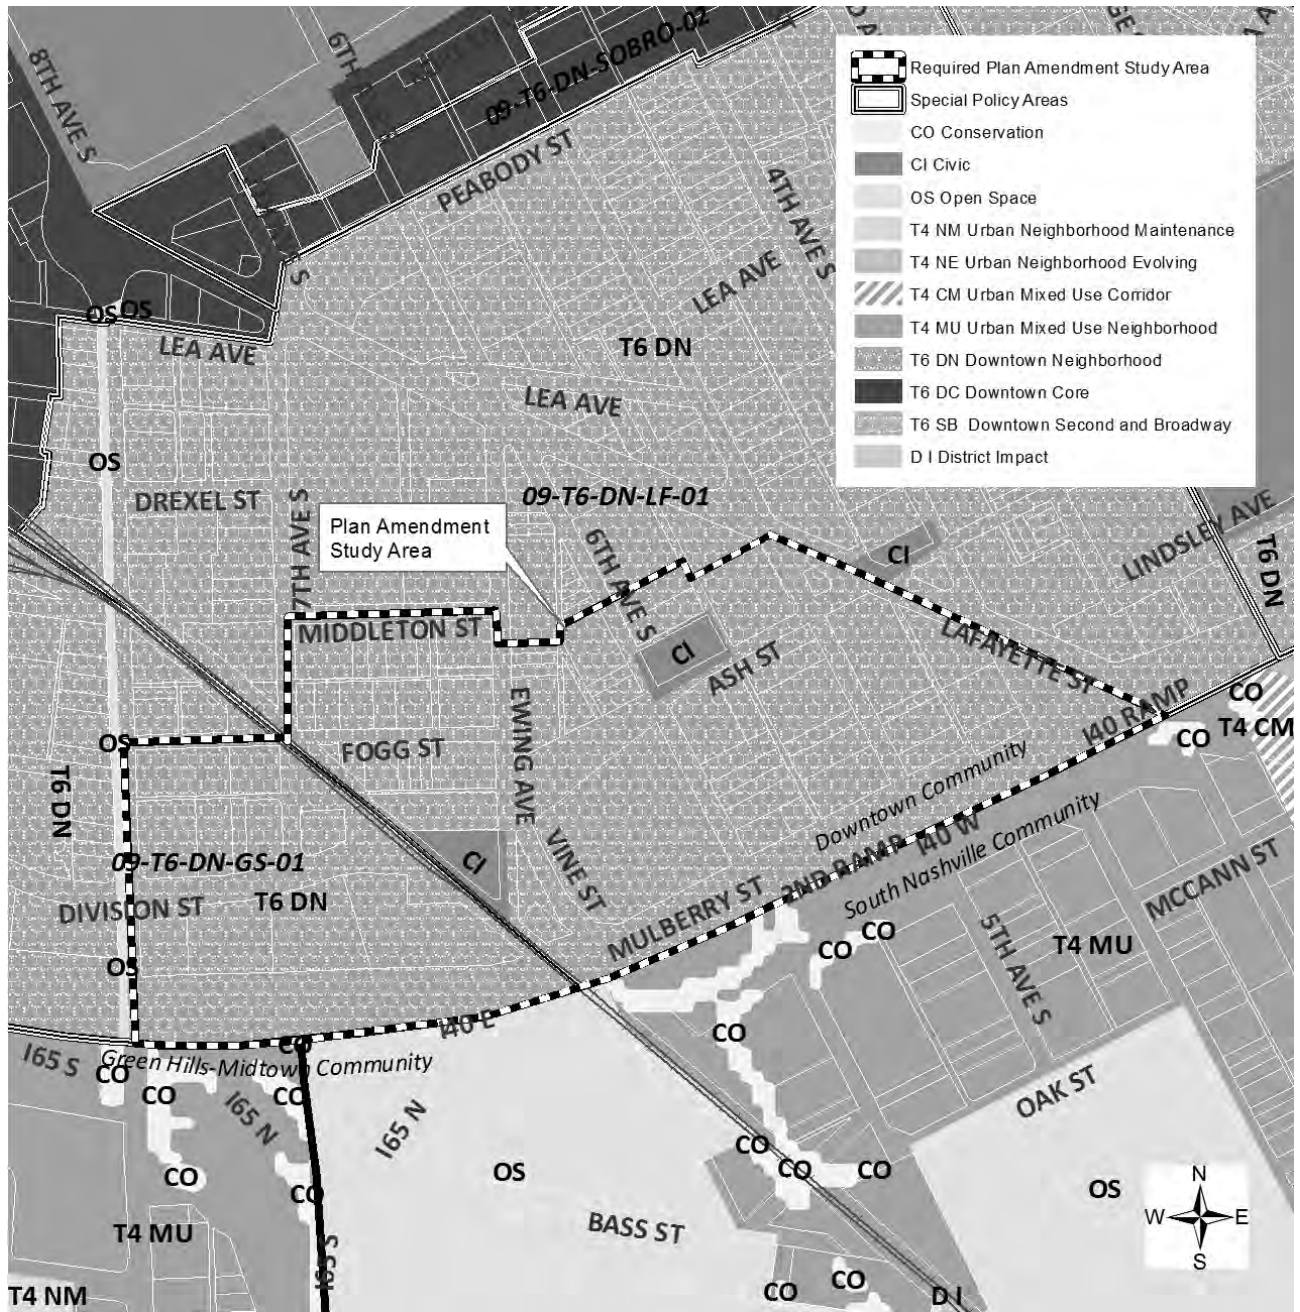 8TH AVE S
6TH
09-T6-DN-SOBRO-02
PEABODY ST
4TH AVE S
Required Plan Amendment Study Area
Special Policy Areas
CO Conservation
CI Civic
OS Open Space
T4 NM Urban Neighborhood Maintenance
T4 NE Urban Neighborhood Evolving
T4 CM Urban Mixed Use Corridor
T4 MU Urban Mixed Use Neighborhood
T6 DN Downtown Neighborhood
T6 DC Downtown Core
T6 SB Downtown Second and Broadway
D I District Impact
LEA AVE
OS
OS
LEA AVE
T6 DN
LEA AVE
OS
DREXEL ST
7TH AVE S
09-T6-DN-LF-01
Plan Amendment
Study Area
6TH AVE S
CI
LINDSLEY AVE
T6 DN
MIDDLETON ST
CI
ASH ST
LAFAYETTE ST
I40 RAMP
CO
T4 CM
CO
OS
FOGG ST
EWING AVE
T6 DN
Downtown Community
09-T6-DN-GS-01
CI
VINE ST
2ND RAMP
I40 W
South Nashville Community
MCCANN ST
DIVISION ST
T6 DN
MULBERRY ST
CO
CO
5TH AVE S
T4 MU
OS
I40 E
CO
I65 S
Green Hills-Midtown Community
CO
CO
CO
CO
I65 N
I65 N
OAK ST
CO
CO
CO
CO
CO
OS
OS
N
W
E
S
T4 MU
BASS ST
I65 S
CO
CO
T4 NM
D I